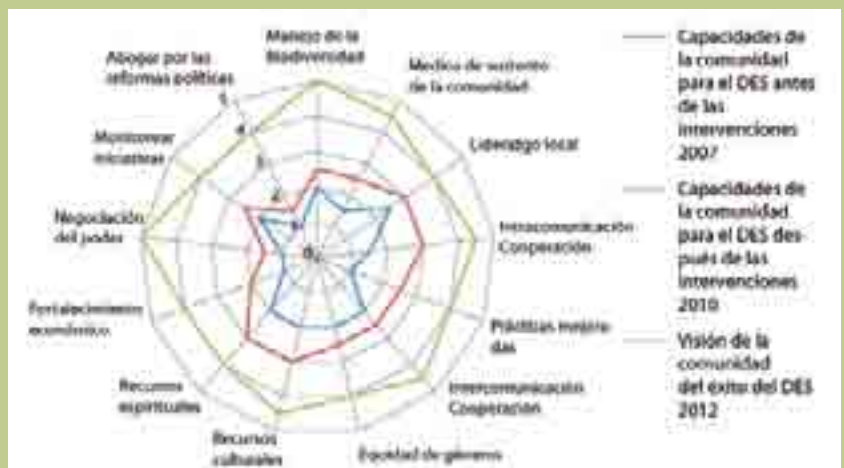 Manejo de la
Biodiversidad
Medios de sustento
de la comunidad
Liderazgo local
Intracomunicación
Cooperación
Prácticas mejora
das
Intercomunicación
Cooperación
Equidad de géneros
Recursos
culturales
Recursos
espirituales
Fortalecimiento
económico
Negociación
del poder
Monitorear
iniciativas
Abogar por las
reformas políticas
5
4
3
2
1
0
Capacidades de
la comunidad
para el DES antes
de las
intervenciones
2007
Capacidades de
la comunidad
para el DES des-
pués de las
intervenciones
2010
Visión de la
comunidad
del éxito del DES
2012